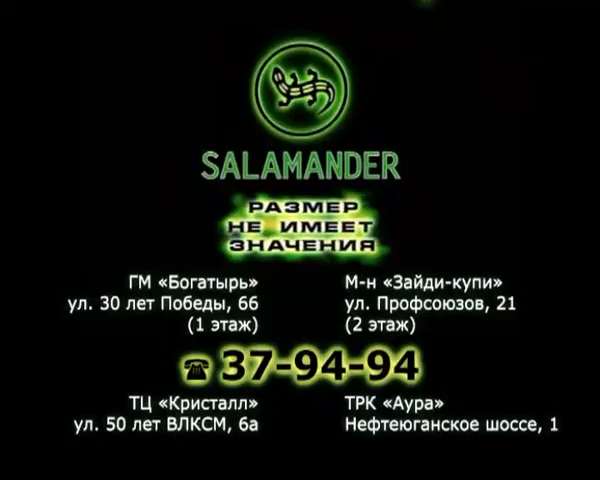 SALAMANDER
РАЗМЕР
НЕ ИМЕЕТ
ЗНАЧЕНИЯ
ГМ «Богатырь»
ул. 30 лет Победы, 66
(1 этаж)
М-н «Зайди-купи»
ул. Профсоюзов, 21
(2 этаж)
☎ 37-94-94
ТЦ «Кристалл»
ул. 50 лет ВЛКСМ, 6а
ТРК «Аура»
Нефтеюганское шоссе, 1